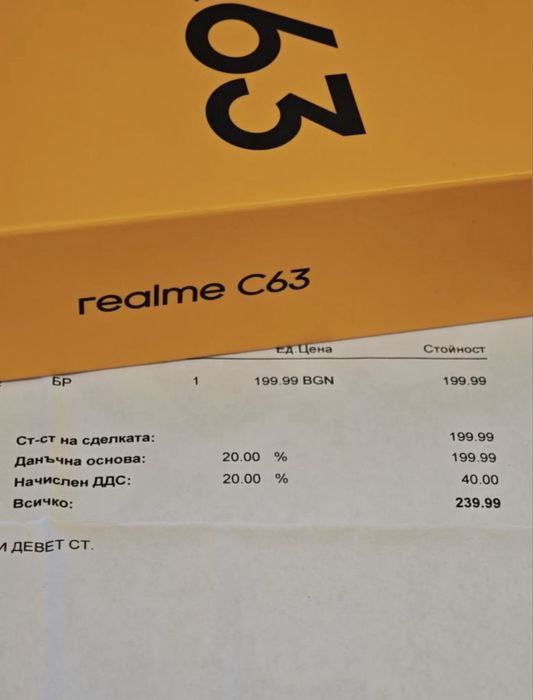 63
realme C63
Ед.Цена Стойност
БР 1 199.99 BGN 199.99
Ст-ст на сделката: 199.99
Данъчна основа: 20.00 % 199.99
Начислен ДДС: 20.00 % 40.00
Всичко: 239.99
И ДЕВЕТ СТ.